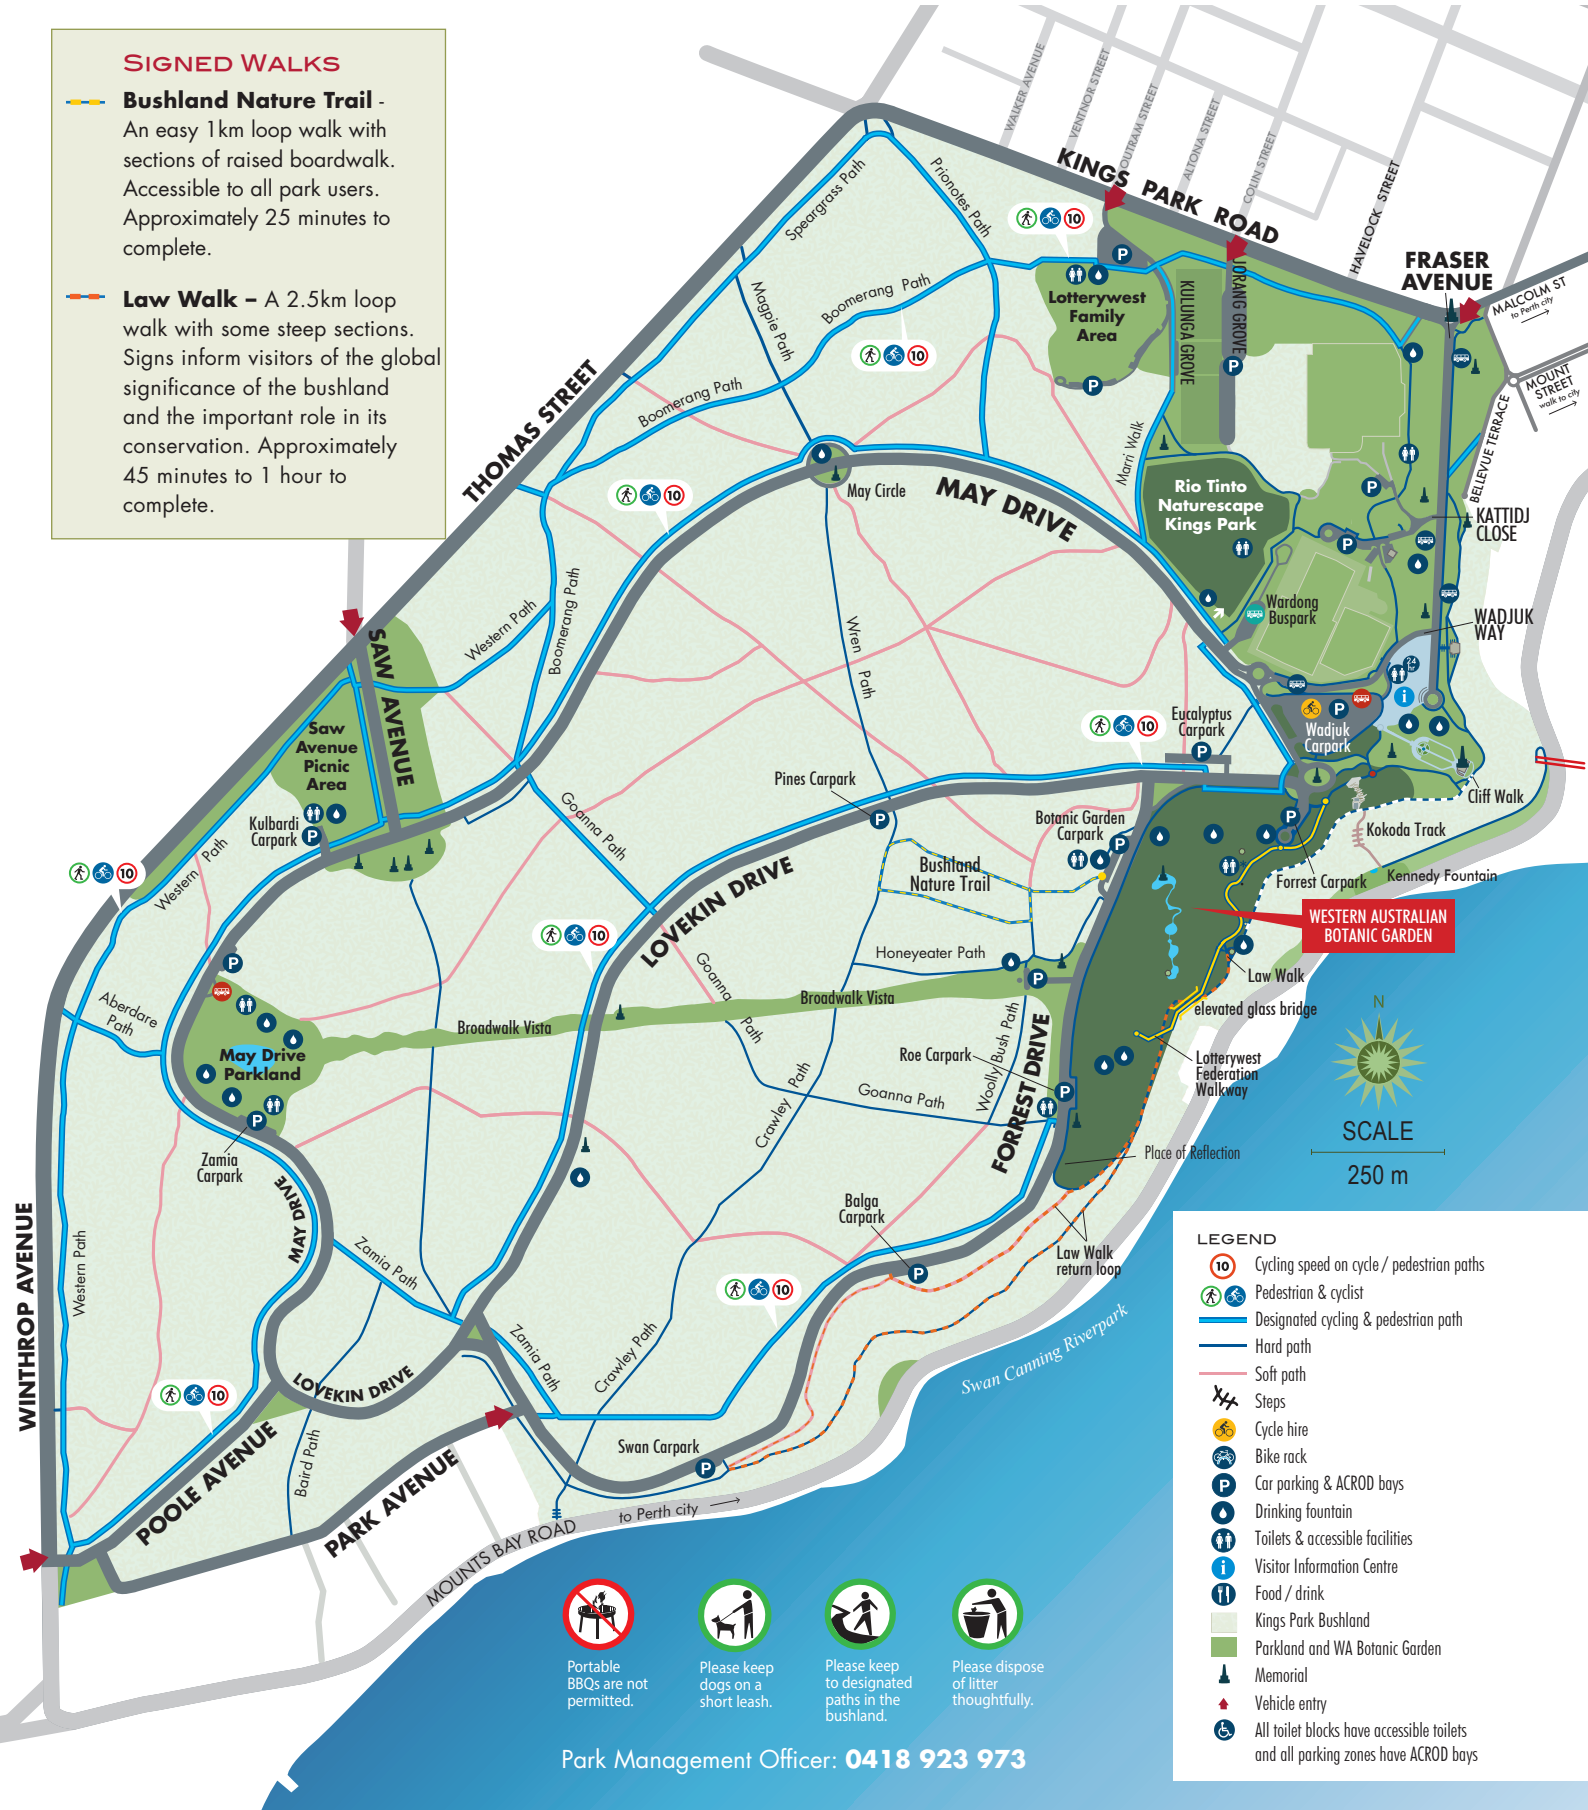 SIGNED WALKS
Bushland Nature Trail -
An easy 1km loop walk with
sections of raised boardwalk.
Accessible to all park users.
Approximately 25 minutes to
complete.
Law Walk – A 2.5km loop
walk with some steep sections.
Signs inform visitors of the global
significance of the bushland
and the important role in its
conservation. Approximately
45 minutes to 1 hour to
complete.
WALKER AVENUE
VENTNOR STREET
OUTRAM STREET
ALTONA STREET
COLIN STREET
HAVELOCK STREET
KINGS PARK ROAD
FRASER
AVENUE
MALCOLM ST
to Perth city
MOUNT
STREET
walk to city
BELLEVUE TERRACE
Speargrass Path
Prionotes Path
10
Lotterywest
Family
Area
KULUNGA GROVE
JORANG GROVE
P
P
P
Magpie Path
Boomerang Path
10
Boomerang Path
THOMAS STREET
May Circle
MAY DRIVE
Marri Walk
Rio Tinto
Naturescape
Kings Park
P
P
KATTIDJ
CLOSE
Wardong
Buspark
WADJUK
WAY
24
hr
i
P
Wadjuk
Carpark
10
Western Path
Boomerang Path
Wren
Path
SAW AVENUE
Saw
Avenue
Picnic
Area
Kulbardi
Carpark
P
Eucalyptus
Carpark
P
10
Pines Carpark
P
Cliff Walk
Kokoda Track
Kennedy Fountain
Forrest Carpark
P
Botanic Garden
Carpark
P
Bushland
Nature Trail
Goanna Path
LOVEKIN DRIVE
10
Western Path
10
WESTERN AUSTRALIAN
BOTANIC GARDEN
Law Walk
elevated glass bridge
Lotterywest
Federation
Walkway
Honeyeater Path
P
Broadwalk Vista
Broadwalk Vista
Goanna
Path
Aberdare
Path
P
May Drive
Parkland
P
Zamia
Carpark
Roe Carpark
P
Woolly Bush Path
FORREST DRIVE
Goanna Path
Crawley Path
Place of Reflection
N
SCALE
250 m
MAY DRIVE
Balga
Carpark
P
Law Walk
return loop
Zamia Path
10
Swan Canning Riverpark
WINTHROP AVENUE
Western Path
10
LOVEKIN DRIVE
Zamia Path
Crawley Path
Swan Carpark
P
POOLE AVENUE
Baird Path
PARK AVENUE
MOUNTS BAY ROAD
to Perth city
LEGEND
10 Cycling speed on cycle / pedestrian paths
Pedestrian & cyclist
Designated cycling & pedestrian path
Hard path
Soft path
Steps
Cycle hire
Bike rack
P Car parking & ACROD bays
Drinking fountain
Toilets & accessible facilities
i Visitor Information Centre
Food / drink
Kings Park Bushland
Parkland and WA Botanic Garden
Memorial
Vehicle entry
All toilet blocks have accessible toilets
and all parking zones have ACROD bays
Portable
BBQs are not
permitted.
Please keep
dogs on a
short leash.
Please keep
to designated
paths in the
bushland.
Please dispose
of litter
thoughtfully.
Park Management Officer: 0418 923 973